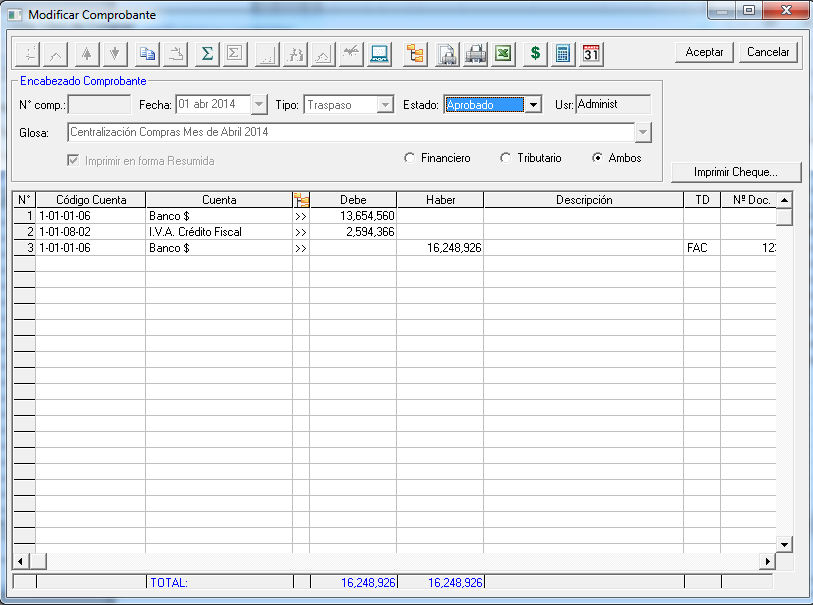 Modificar Comprobante
Σ Σ $ 31 Aceptar Cancelar
Encabezado Comprobante
N° comp.: Fecha: 01 abr 2014 Tipo: Traspaso Estado: Aprobado Usr: Administ
Glosa: Centralización Compras Mes de Abril 2014
Imprimir en forma Resumida Financiero Tributario Ambos
Imprimir Cheque...
N° Código Cuenta Cuenta Debe Haber Descripción TD Nº Doc.
1 1-01-01-06 Banco $ >> 13,654,560
2 1-01-08-02 I.V.A. Crédito Fiscal >> 2,594,366
3 1-01-01-06 Banco $ >> 16,248,926 FAC 12
TOTAL: 16,248,926 16,248,926